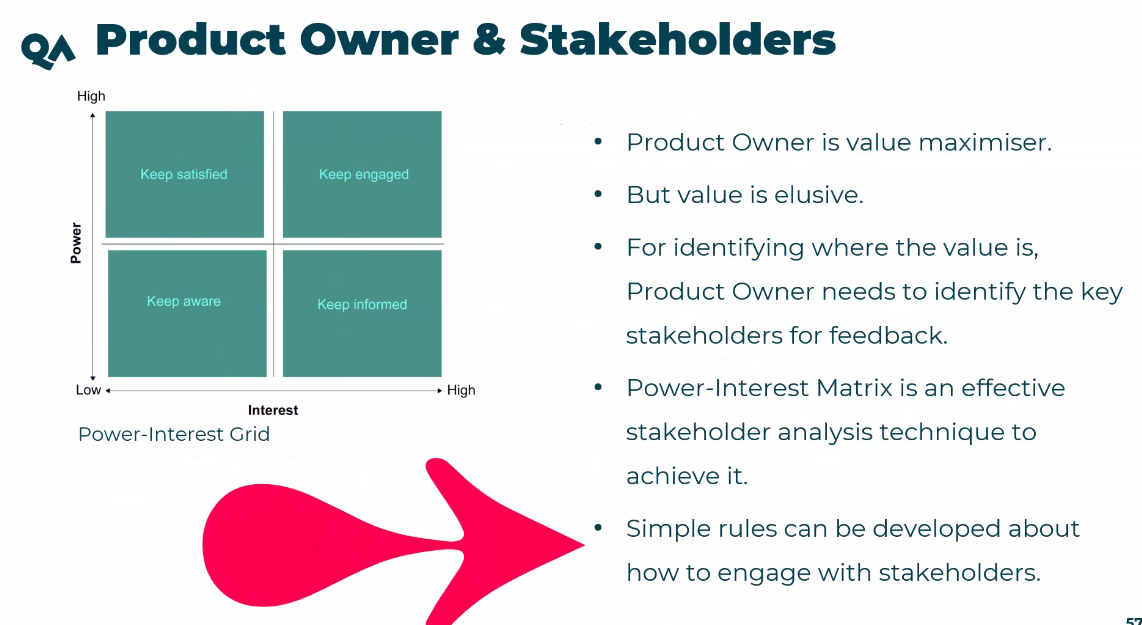 QA
Product Owner & Stakeholders
High
Keep satisfied
Keep engaged
Power
Keep aware
Keep informed
Low
High
Interest
Power-Interest Grid
• Product Owner is value maximiser.
• But value is elusive.
• For identifying where the value is,
Product Owner needs to identify the key
stakeholders for feedback.
• Power-Interest Matrix is an effective
stakeholder analysis technique to
achieve it.
• Simple rules can be developed about
how to engage with stakeholders.
57